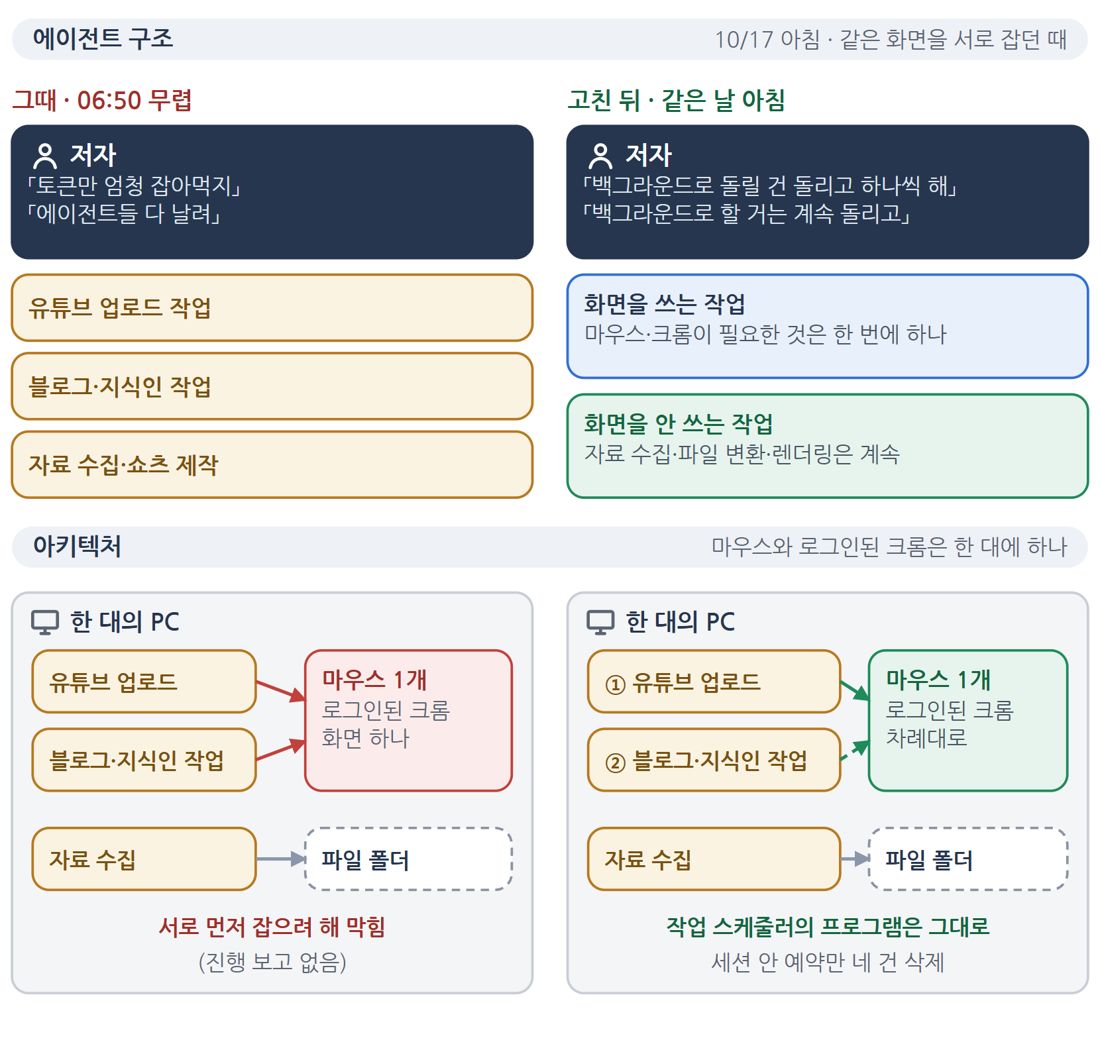 에이전트 구조
10/17 아침 · 같은 화면을 서로 잡던 때
그때 · 06:50 무렵
저자
「토큰만 엄청 잡아먹지」
「에이전트들 다 날려」
유튜브 업로드 작업
블로그·지식인 작업
자료 수집·쇼츠 제작
고친 뒤 · 같은 날 아침
저자
「백그라운드로 돌릴 건 돌리고 하나씩 해」
「백그라운드로 할 거는 계속 돌리고」
화면을 쓰는 작업
마우스·크롬이 필요한 것은 한 번에 하나
화면을 안 쓰는 작업
자료 수집·파일 변환·렌더링은 계속
아키텍처
마우스와 로그인된 크롬은 한 대에 하나
한 대의 PC
유튜브 업로드
블로그·지식인 작업
마우스 1개
로그인된 크롬
화면 하나
자료 수집
파일 폴더
서로 먼저 잡으려 해 막힘
(진행 보고 없음)
한 대의 PC
① 유튜브 업로드
② 블로그·지식인 작업
마우스 1개
로그인된 크롬
차례대로
자료 수집
파일 폴더
작업 스케줄러의 프로그램은 그대로
세션 안 예약만 네 건 삭제